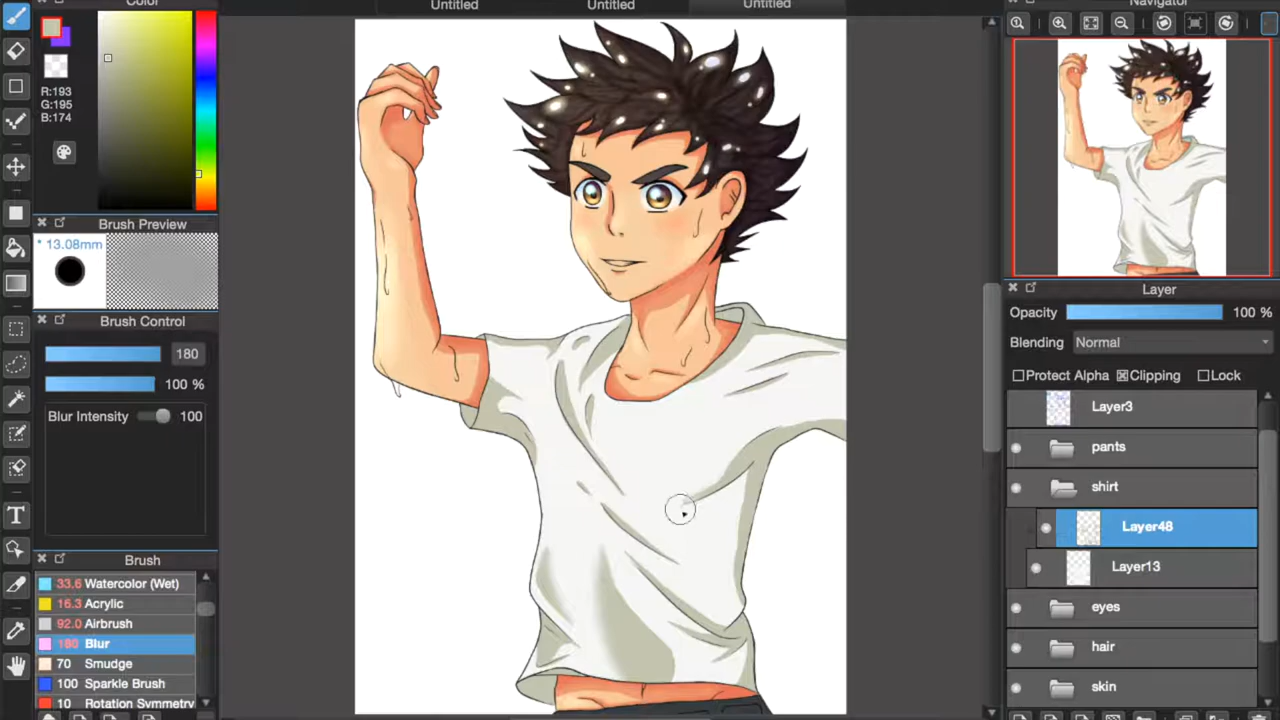 Color
Untitled
Untitled
Untitled
Navigator
R:193
G:195
B:174
Brush Preview
* 13.08mm
Brush Control
180
100 %
Blur Intensity 100
Brush
33.6 Watercolor (Wet)
16.3 Acrylic
92.0 Airbrush
180 Blur
70 Smudge
100 Sparkle Brush
10 Rotation Symmetry
Layer
Opacity 100 %
Blending Normal
Protect Alpha Clipping Lock
Layer3
pants
shirt
Layer48
Layer13
eyes
hair
skin